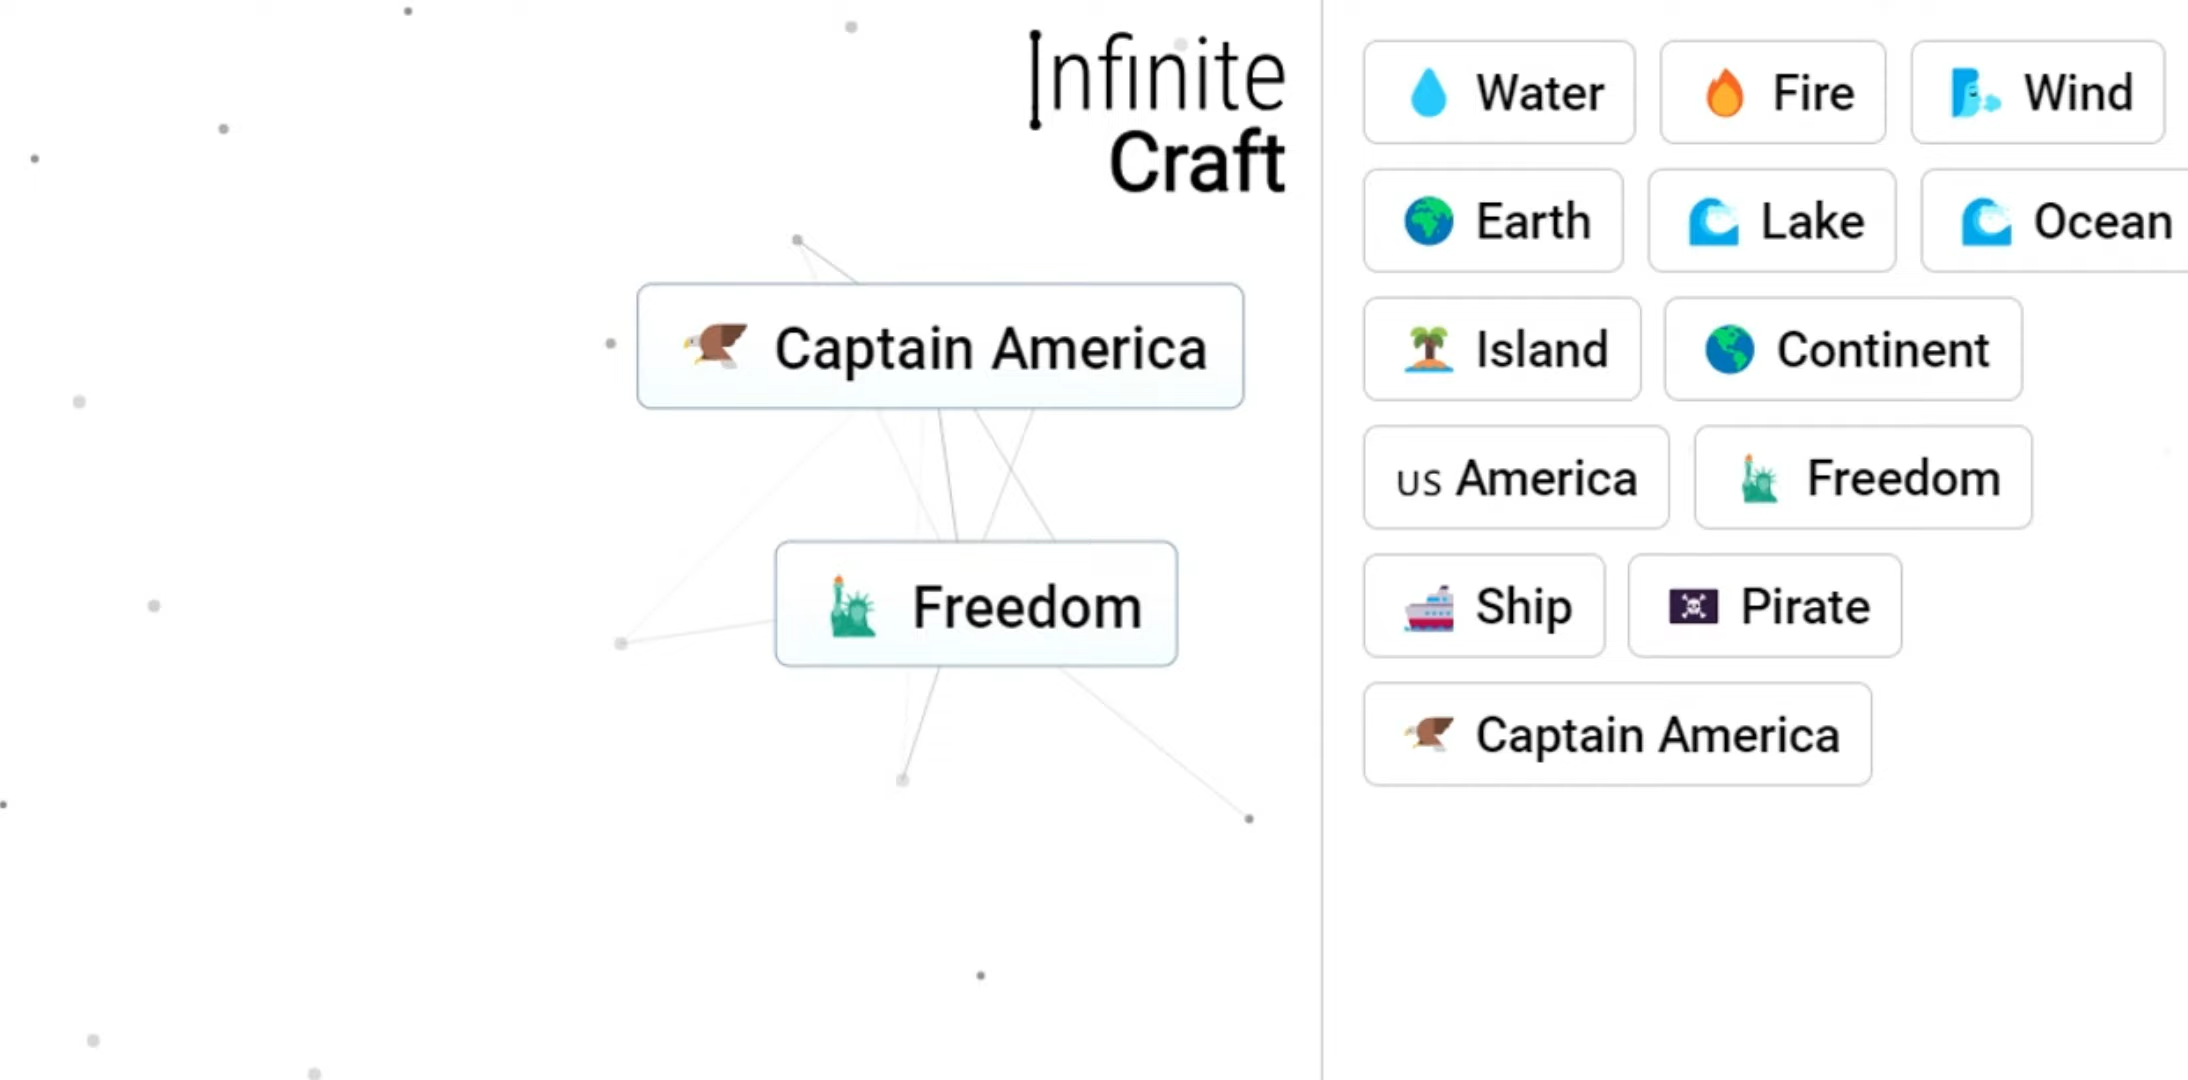 Infinite
Craft
Captain America
Freedom
Water Fire Wind
Earth Lake Ocean
Island Continent
US America Freedom
Ship Pirate
Captain America